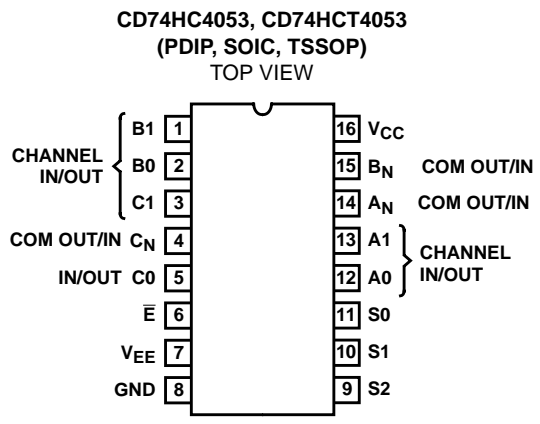 CD74HC4053, CD74HCT4053
(PDIP, SOIC, TSSOP)
TOP VIEW
B1 1 16 VCC
CHANNEL IN/OUT
B0 2 15 BN COM OUT/IN
C1 3 14 AN COM OUT/IN
COM OUT/IN CN 4 13 A1
CHANNEL IN/OUT
IN/OUT C0 5 12 A0
E̅ 6 11 S0
VEE 7 10 S1
GND 8 9 S2